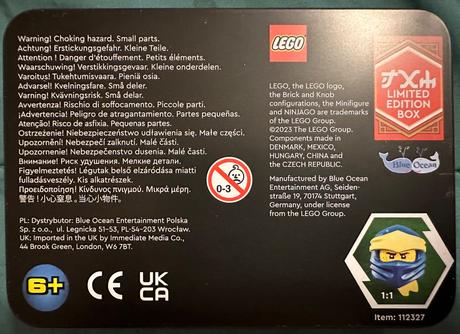 Warning! Choking hazard. Small parts.
Achtung! Erstickungsgefahr. Kleine Teile.
Attention ! Danger d'étouffement. Petits éléments.
Waarschuwing! Verstikkingsgevaar. Kleine onderdelen.
Varoitus! Tukehtumisvaara. Pieniä osia.
Advarsel! Kvelningsfare. Små deler.
Varning! Kvävningsrisk. Små delar.
Avvertenza! Rischio di soffocamento. Piccole parti.
¡Advertencia! Peligro de atragantamiento. Partes pequeñas.
Atenção! Risco de asfixia. Pequenas partes.
Ostrzeżenie! Niebezpieczeństwo udławienia się. Małe części.
Upozornění! Nebezpečí zalknutí. Malé části.
Upozornenie! Nebezpečenstvo dusenia. Malé časti.
Внимание! Риск удушения. Мелкие детали.
Figyelmeztetés! Légutak belső elzáródása miatti
fulladásveszély. Kis alkatrészek.
Προειδοποίηση! Κίνδυνος πνιγμού. Μικρά μέρη.
警告！小心窒息。当心小物件。
0-3
PL: Dystrybutor: Blue Ocean Entertainment Polska
Sp. z o.o., ul. Legnicka 51-53, PL-54-203 Wrocław.
UK: Imported in the UK by Immediate Media Co.,
44 Brook Green, London, W6 7BT.
6+
CE
UK
CA
LEGO
LEGO, the LEGO logo,
the Brick and Knob
configurations, the Minifigure
and NINJAGO are trademarks
of the LEGO Group.
©2023 The LEGO Group.
Components made in
DENMARK, MEXICO,
HUNGARY, CHINA and
the CZECH REPUBLIC.
Manufactured by Blue Ocean
Entertainment AG, Seiden-
straße 19, 70174 Stuttgart,
Germany, under license
from the LEGO Group.
LIMITED
EDITION
BOX
Blue Ocean
1:1
Item: 112327